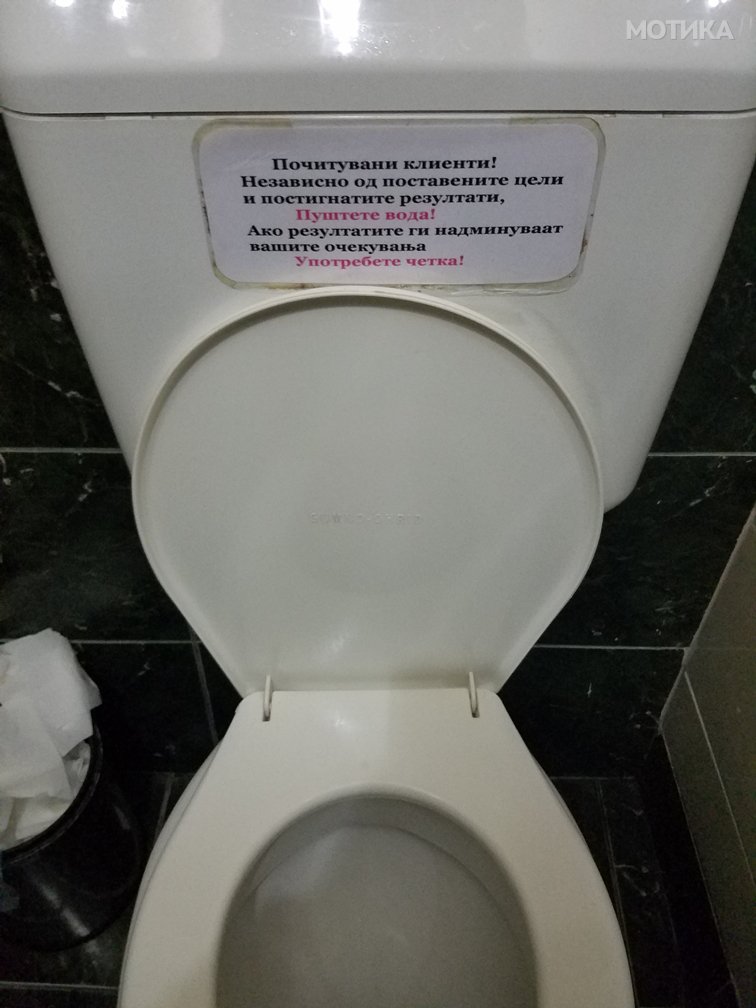 МОТИКА
Почитувани клиенти!
Независно од поставените цели
и постигнатите резултати,
Пуштете вода!
Ако резултатите ги надминуваат
вашите очекувања
Употребете четка!